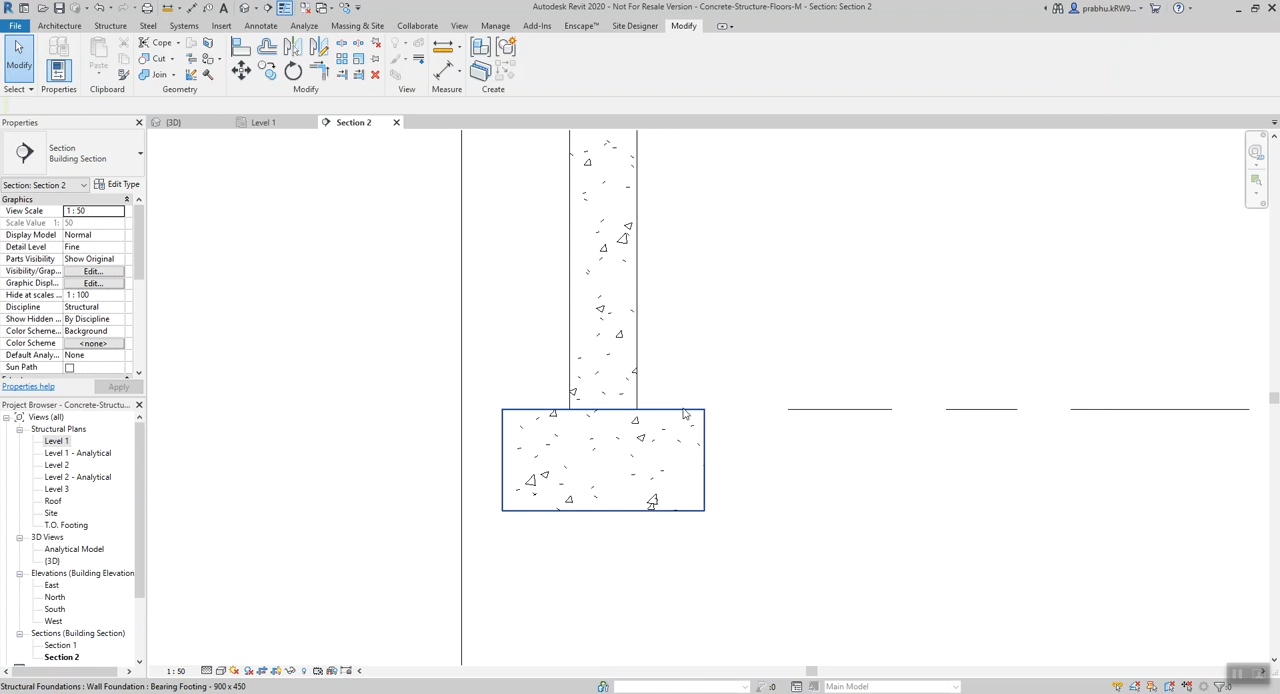 Autodesk Revit 2020 - Not For Resale Version - Concrete-Structure-Floors-M - Section: Section 2
prabhu.kRW9...
File Architecture Structure Steel Systems Insert Annotate Analyze Massing & Site Collaborate View Manage Add-Ins Enscape™ Site Designer Modify
Modify Paste Cope Cut Join
Select Properties Clipboard Geometry Modify View Measure Create
Properties
{3D} Level 1 Section 2
Section
Building Section
Section: Section 2 Edit Type
Graphics
View Scale 1 : 50
Scale Value 1: 50
Display Model Normal
Detail Level Fine
Parts Visibility Show Original
Visibility/Grap... Edit...
Graphic Displ... Edit...
Hide at scales ... 1 : 100
Discipline Structural
Show Hidden ... By Discipline
Color Scheme... Background
Color Scheme <none>
Default Analy... None
Sun Path
Properties help Apply
Project Browser - Concrete-Structu...
Views (all)
Structural Plans
Level 1
Level 1 - Analytical
Level 2
Level 2 - Analytical
Level 3
Roof
Site
T.O. Footing
3D Views
Analytical Model
{3D}
Elevations (Building Elevation
East
North
South
West
Sections (Building Section)
Section 1
Section 2
1 : 50
Structural Foundations : Wall Foundation : Bearing Footing - 900 x 450 :0 Main Model :0